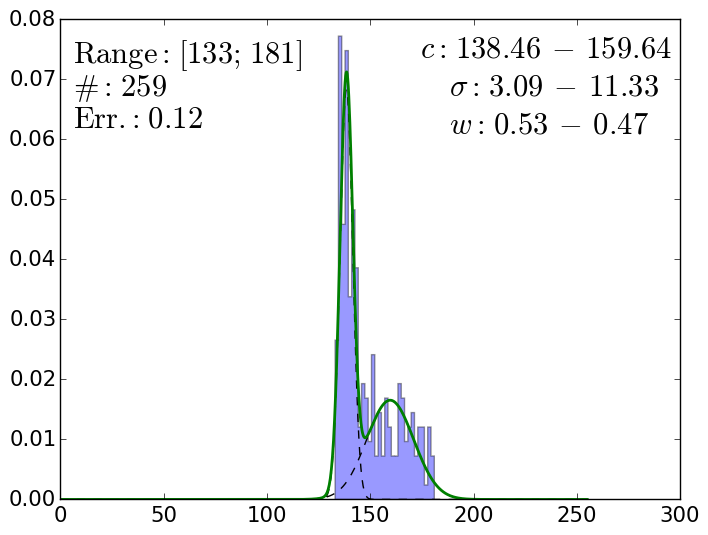 0.08
Range: [133; 181]
c: 138.46 − 159.64
0.07
#: 259
σ: 3.09 − 11.33
Err.: 0.12
w: 0.53 − 0.47
0.06
0.05
0.04
0.03
0.02
0.01
0.00
0 50 100 150 200 250 300